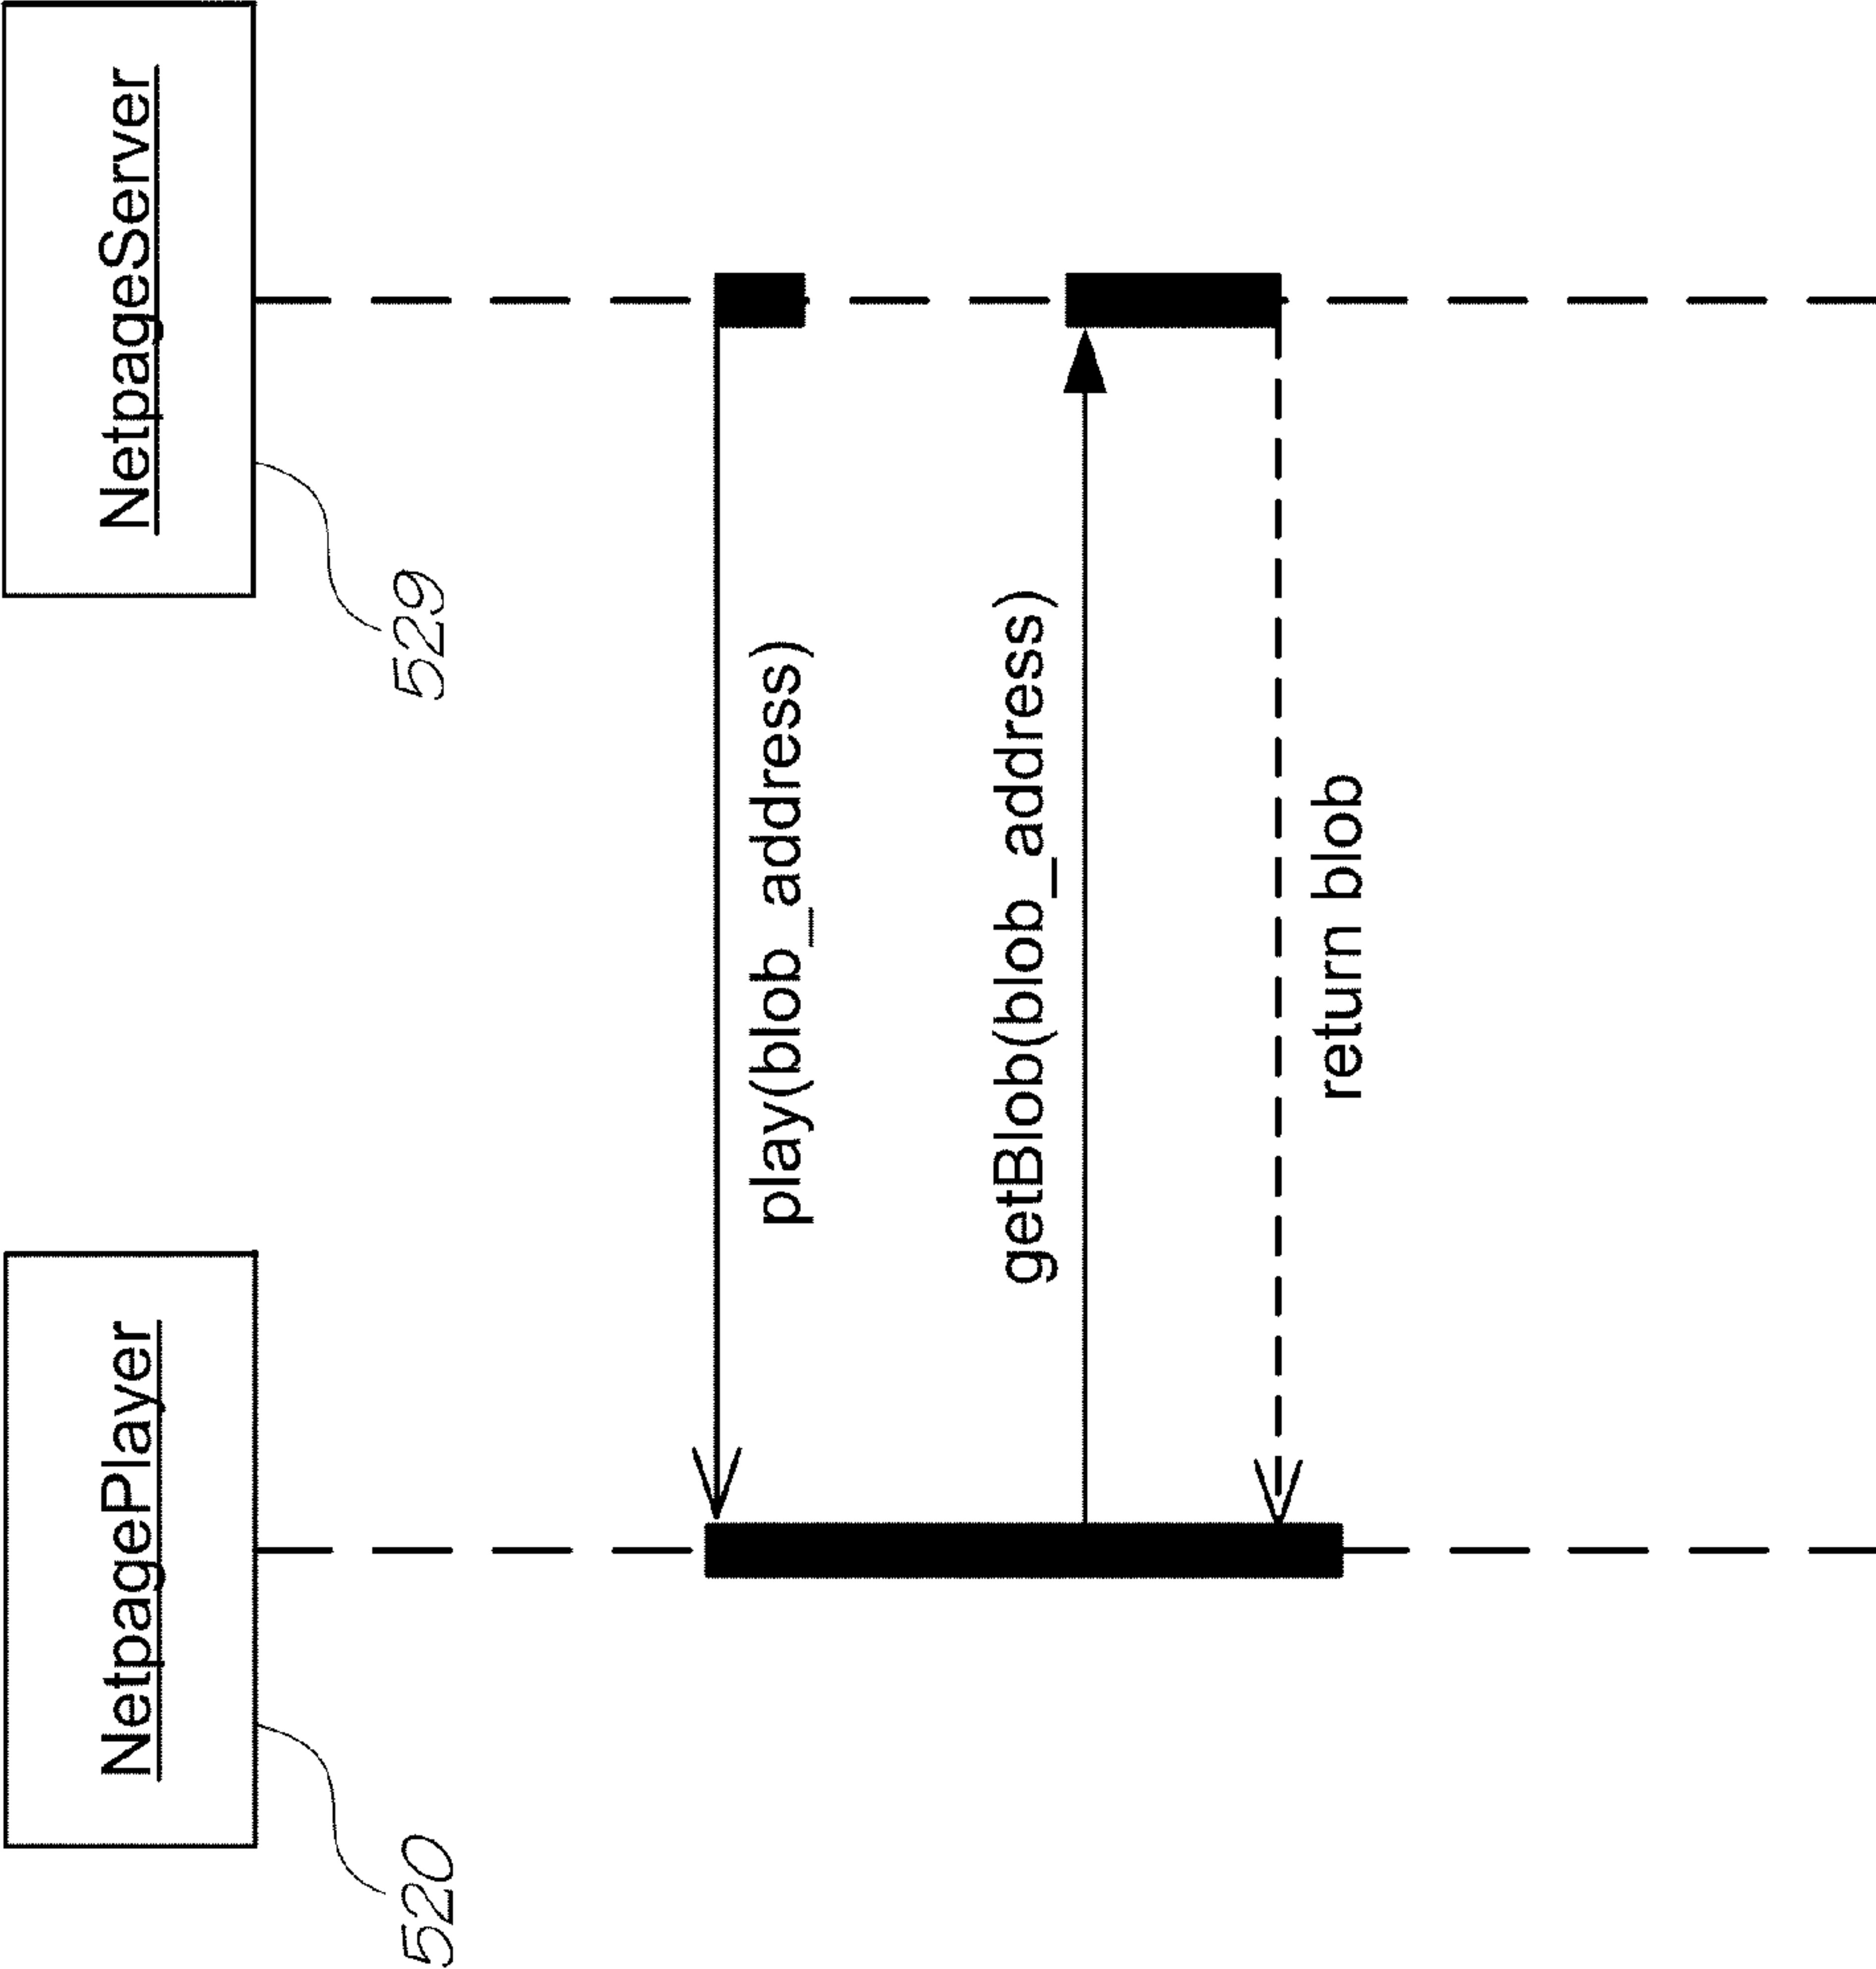 NetpagePlayer
NetpageServer
520
529
play(blob_address)
getBlob(blob_address)
return blob